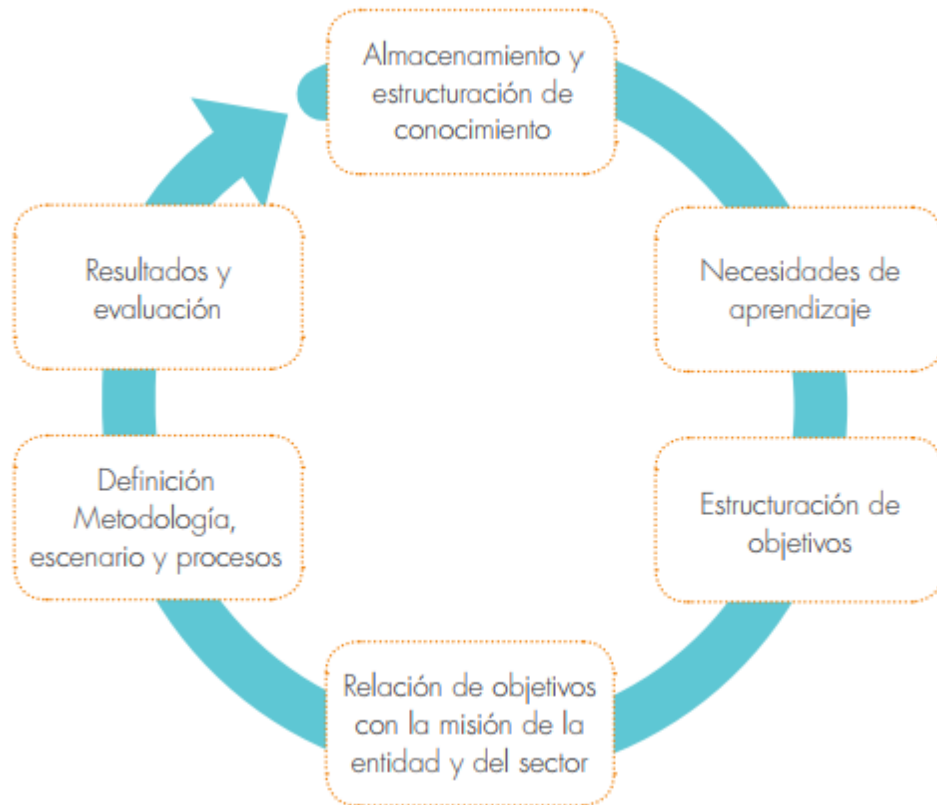 Almacenamiento y
estructuración de
conocimiento
Necesidades de
aprendizaje
Estructuración de
objetivos
Relación de objetivos
con la misión de la
entidad y del sector
Definición
Metodología,
escenario y procesos
Resultados y
evaluación